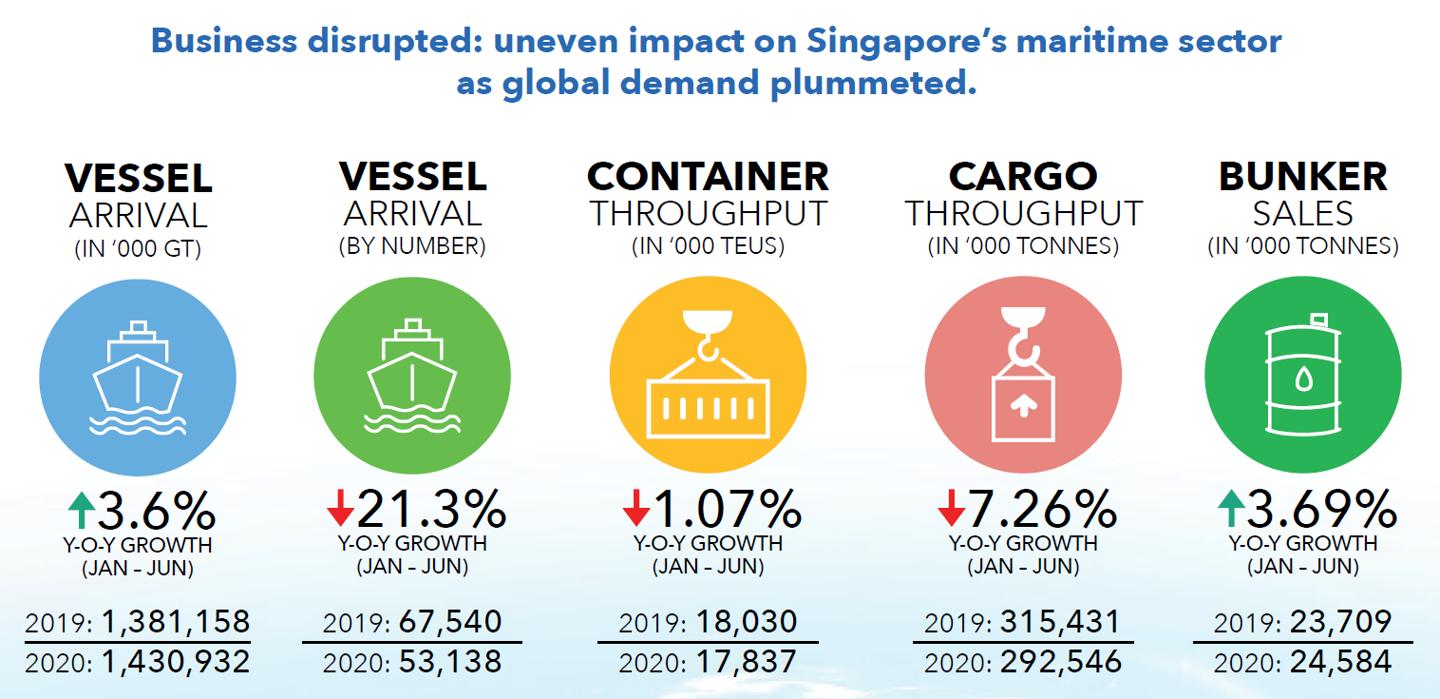 Business disrupted: uneven impact on Singapore’s maritime sector
as global demand plummeted.
VESSEL
ARRIVAL
(IN ‘000 GT)
3.6%
Y-O-Y GROWTH
(JAN – JUN)
2019: 1,381,158
2020: 1,430,932
VESSEL
ARRIVAL
(BY NUMBER)
21.3%
Y-O-Y GROWTH
(JAN – JUN)
2019: 67,540
2020: 53,138
CONTAINER
THROUGHPUT
(IN ‘000 TEUS)
1.07%
Y-O-Y GROWTH
(JAN – JUN)
2019: 18,030
2020: 17,837
CARGO
THROUGHPUT
(IN ‘000 TONNES)
7.26%
Y-O-Y GROWTH
(JAN – JUN)
2019: 315,431
2020: 292,546
BUNKER
SALES
(IN ‘000 TONNES)
3.69%
Y-O-Y GROWTH
(JAN – JUN)
2019: 23,709
2020: 24,584